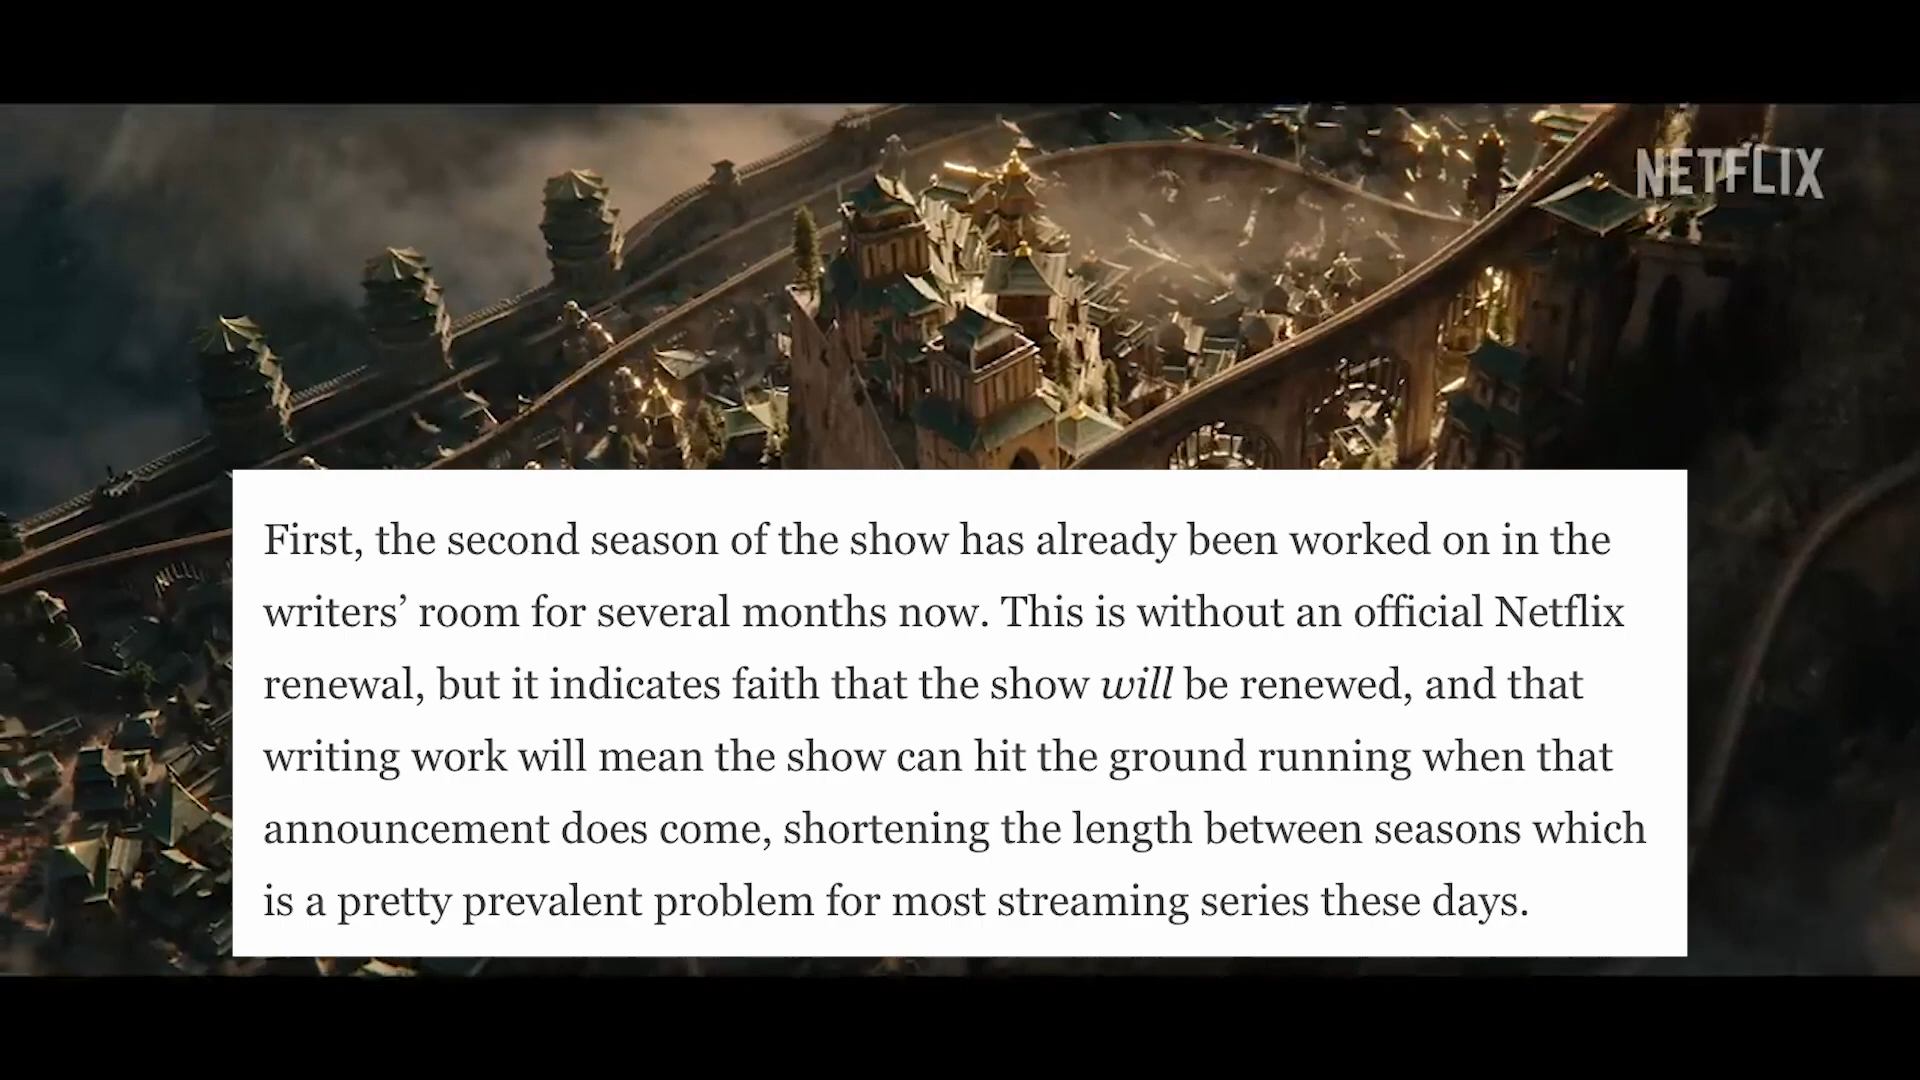 NETFLIX
First, the second season of the show has already been worked on in the
writers’ room for several months now. This is without an official Netflix
renewal, but it indicates faith that the show will be renewed, and that
writing work will mean the show can hit the ground running when that
announcement does come, shortening the length between seasons which
is a pretty prevalent problem for most streaming series these days.